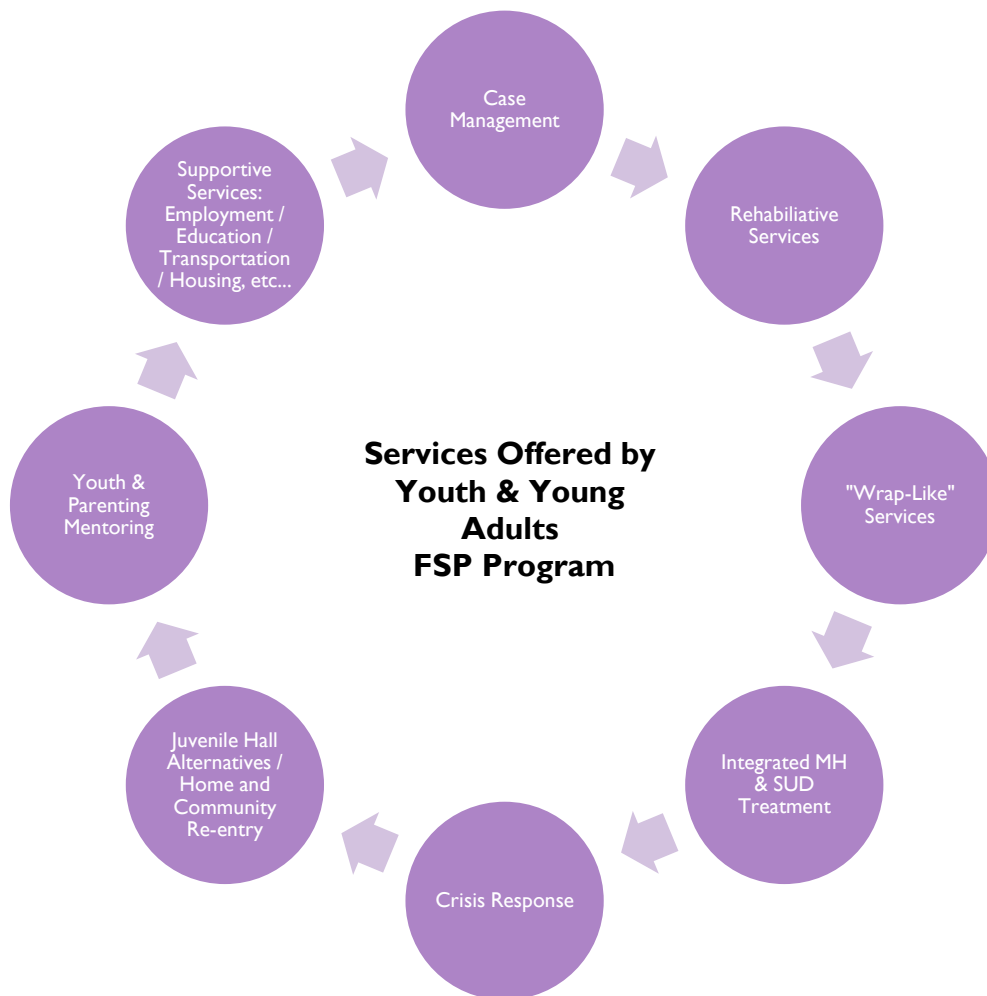 Case
Management
Rehabiliative
Services
"Wrap-Like"
Services
Integrated MH
& SUD
Treatment
Crisis Response
Juvenile Hall
Alternatives /
Home and
Community
Re-entry
Youth &
Parenting
Mentoring
Supportive
Services:
Employment /
Education /
Transportation
/ Housing, etc...
Services Offered by
Youth & Young
Adults
FSP Program